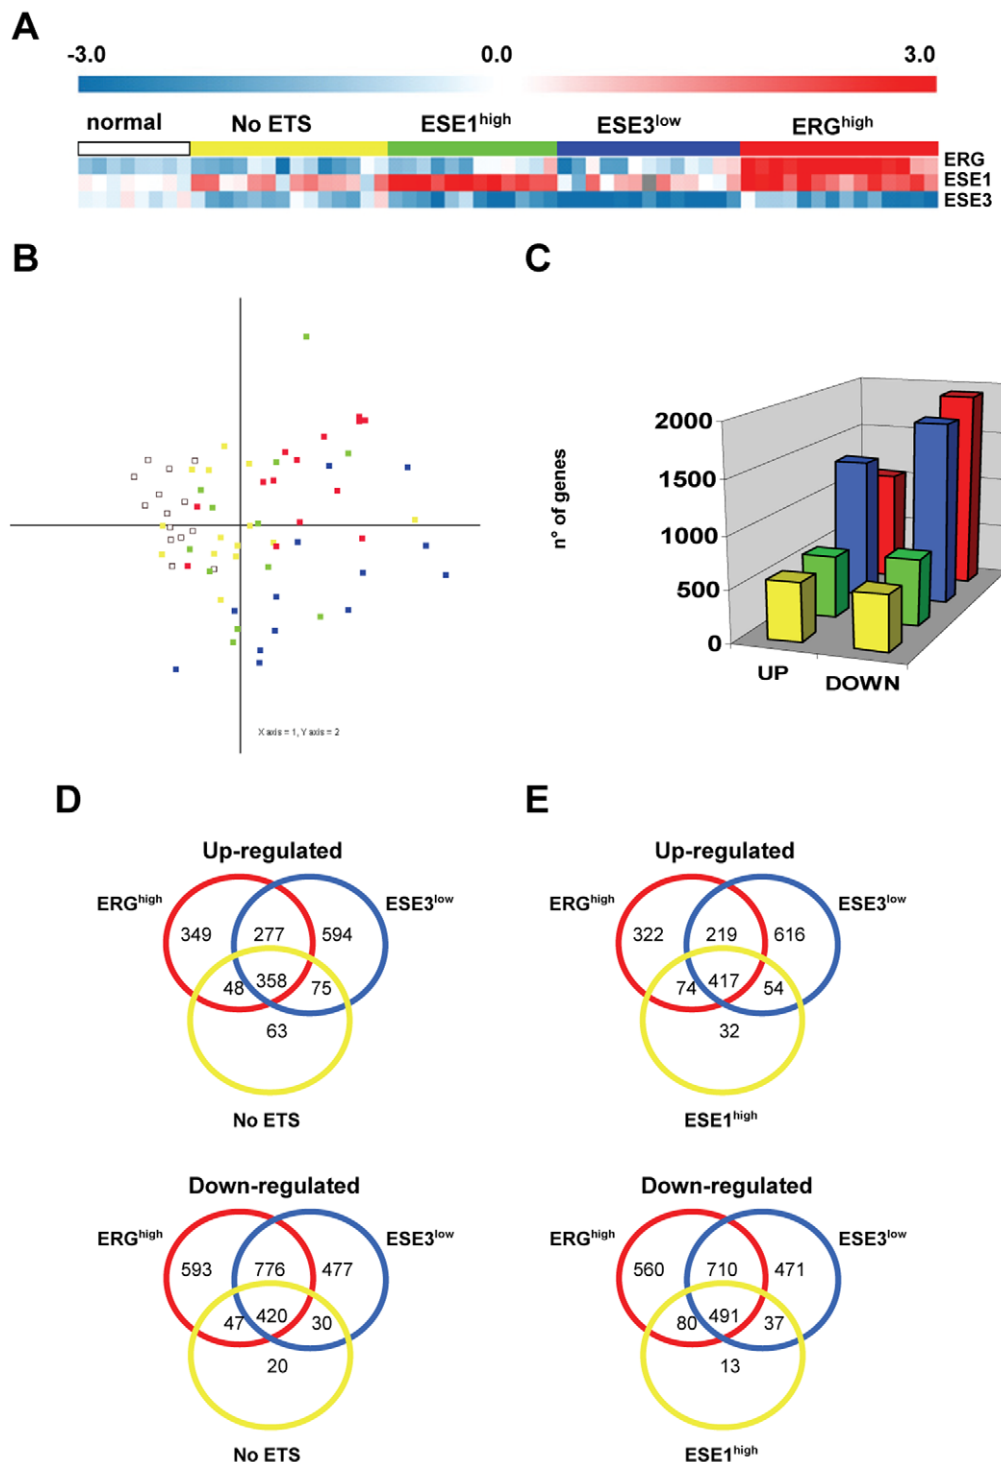 A
-3.0 0.0 3.0
normal No ETS ESE1high ESE3low ERGhigh
ERG
ESE1
ESE3
B
X axis = 1, Y axis = 2
C
n° of genes
2000
1500
1000
500
0
UP
DOWN
D
Up-regulated
ERGhigh ESE3low
349 277 594
48 358 75
63
No ETS
Down-regulated
ERGhigh ESE3low
593 776 477
47 420 30
20
No ETS
E
Up-regulated
ERGhigh ESE3low
322 219 616
74 417 54
32
ESE1high
Down-regulated
ERGhigh ESE3low
560 710 471
80 491 37
13
ESE1high